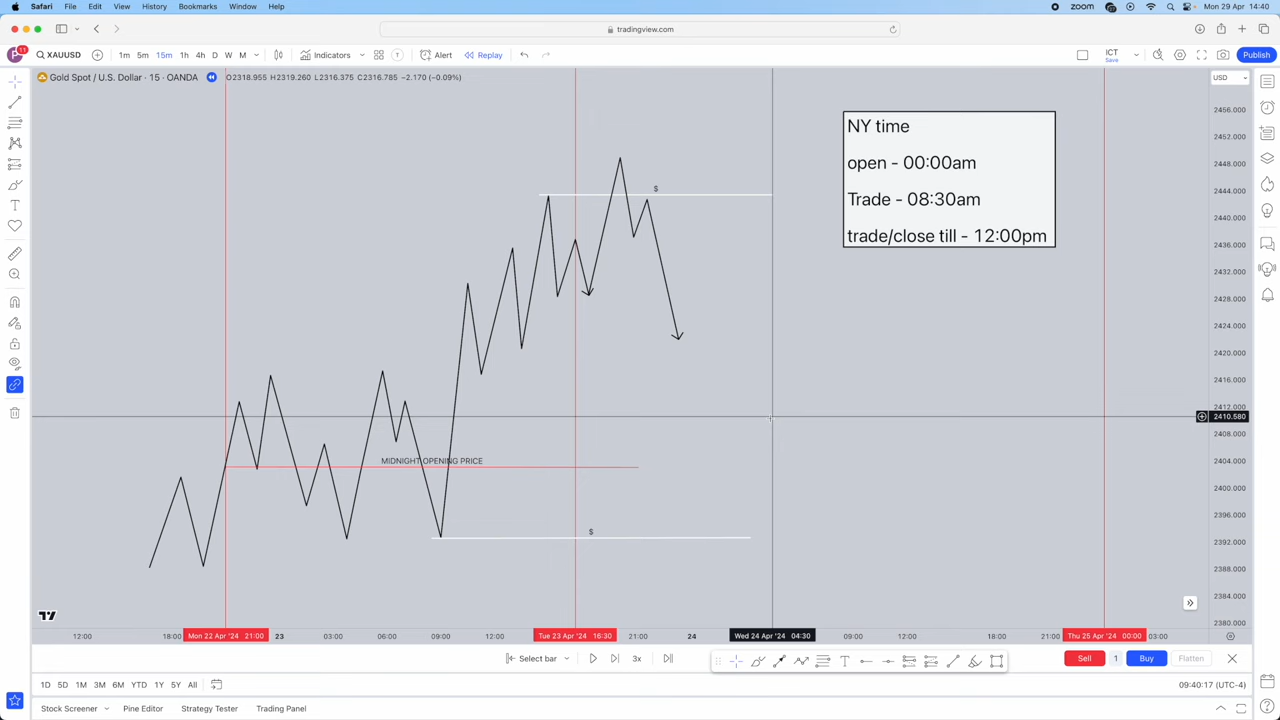 Safari File Edit View History Bookmarks Window Help zoom Mon 29 Apr 14:40
tradingview.com
P 11 XAUUSD 1m 5m 15m 1h 4h D W M Indicators Alert Replay ICT Save Publish
Gold Spot / U.S. Dollar · 15 · OANDA O2318.955 H2319.260 L2316.375 C2316.785 −2.170 (−0.09%) USD
2456.000
NY time
2452.000
2448.000
open - 00:00am
$
2444.000
Trade - 08:30am
2440.000
trade/close till - 12:00pm
2436.000
2432.000
2428.000
2424.000
2420.000
2416.000
2412.000
2410.580
2408.000
MIDNIGHT OPENING PRICE
2404.000
2400.000
2396.000
$
2392.000
2388.000
2384.000
2380.000
12:00 18:00 Mon 22 Apr '24 21:00 23 03:00 06:00 09:00 12:00 Tue 23 Apr '24 16:30 21:00 24 Wed 24 Apr '24 04:30 09:00 12:00 18:00 21:00 Thu 25 Apr '24 00:00 03:00
Select bar 3x Sell 1 Buy Flatten
1D 5D 1M 3M 6M YTD 1Y 5Y All 09:40:17 (UTC-4)
Stock Screener Pine Editor Strategy Tester Trading Panel